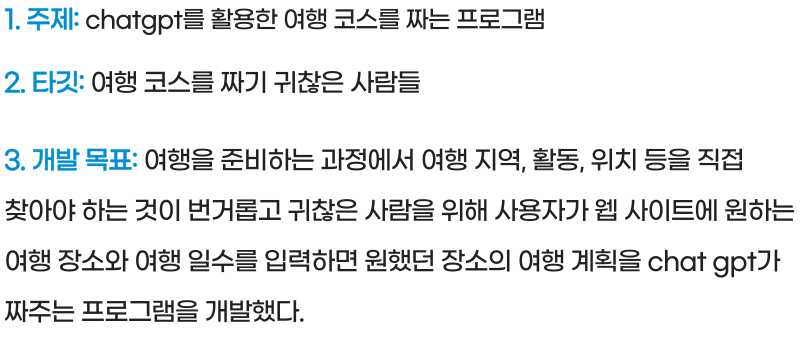 1. 주제: chatgpt를 활용한 여행 코스를 짜는 프로그램
2. 타깃: 여행 코스를 짜기 귀찮은 사람들
3. 개발 목표: 여행을 준비하는 과정에서 여행 지역, 활동, 위치 등을 직접
찾아야 하는 것이 번거롭고 귀찮은 사람을 위해 사용자가 웹 사이트에 원하는
여행 장소와 여행 일수를 입력하면 원했던 장소의 여행 계획을 chat gpt가
짜주는 프로그램을 개발했다.